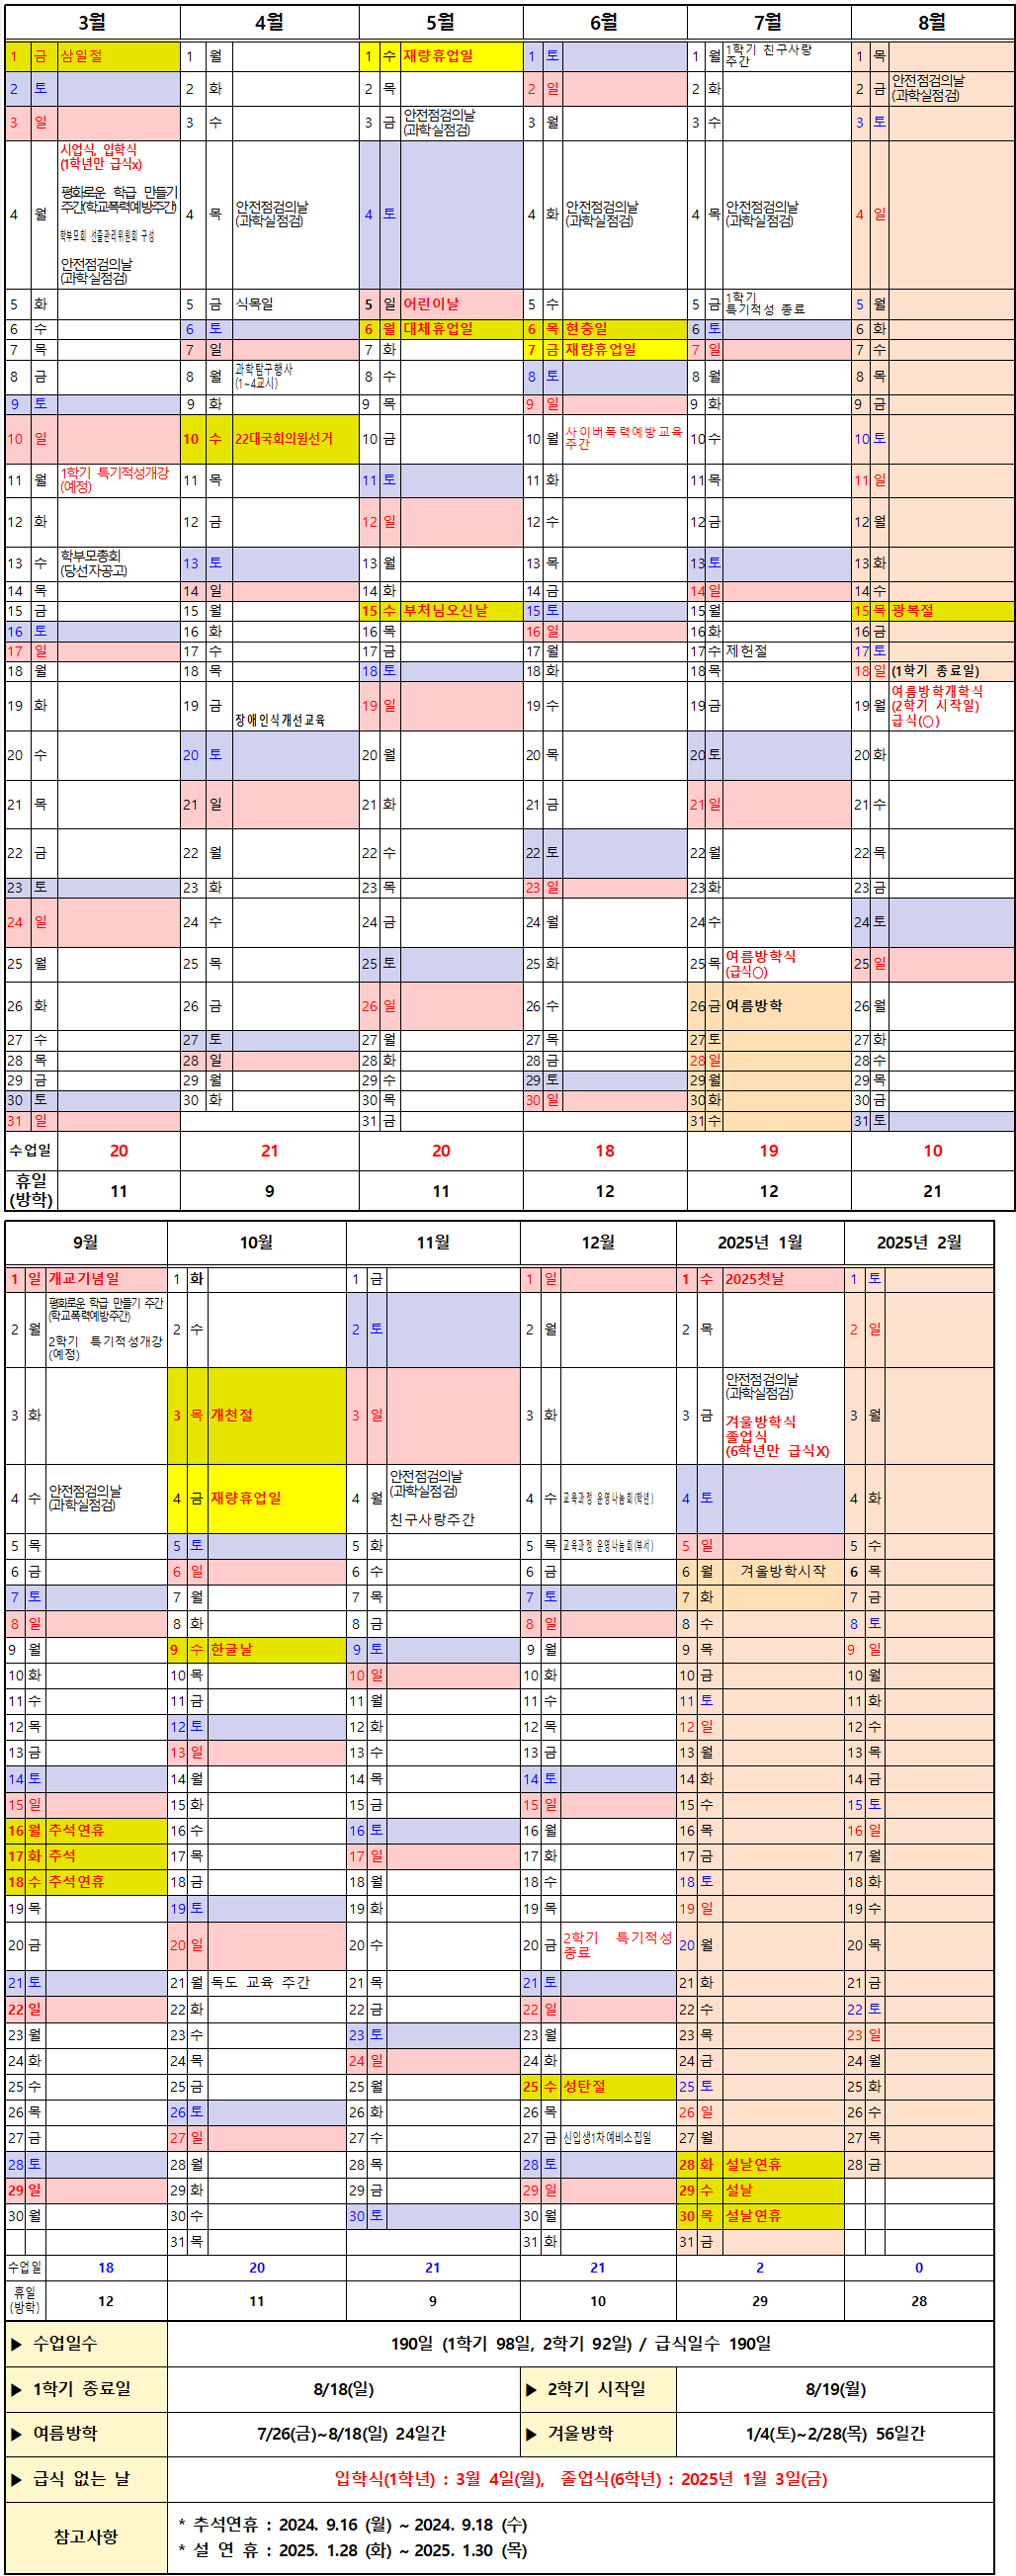 3월 4월 5월 6월 7월 8월
1 금 삼일절 1 월 1 수 재량휴업일 1 토 1 월 1학기 친구사랑 주간 1 목
2 토 2 화 2 목 2 일 2 화 2 금 안전점검의날 (과학실점검)
3 일 3 수 3 금 안전점검의날 (과학실점검) 3 월 3 수 3 토
4 월 시업식, 입학식
(1학년만 급식x)
평화로운 학급 만들기
주간(학교폭력예방주간)
학부모회 선출관리위원회 구성
안전점검의날
(과학실점검)
4 목 안전점검의날 (과학실점검) 4 토 4 화 안전점검의날 (과학실점검) 4 목 안전점검의날 (과학실점검) 4 일
5 화 5 금 식목일 5 일 어린이날 5 수 5 금 1학기 특기적성 종료 5 월
6 수 6 토 6 월 대체휴업일 6 목 현충일 6 토 6 화
7 목 7 일 7 화 7 금 재량휴업일 7 일 7 수
8 금 8 월 과학탐구행사 (1~4교시) 8 수 8 토 8 월 8 목
9 토 9 화 9 목 9 일 9 화 9 금
10 일 10 수 22대국회의원선거 10 금 10 월 사이버폭력예방교육 주간 10 수 10 토
11 월 1학기 특기적성개강 (예정) 11 목 11 토 11 화 11 목 11 일
12 화 12 금 12 일 12 수 12 금 12 월
13 수 학부모총회 (당선자공고) 13 토 13 월 13 목 13 토 13 화
14 목 14 일 14 화 14 금 14 일 14 수
15 금 15 월 15 수 부처님오신날 15 토 15 월 15 목 광복절
16 토 16 화 16 목 16 일 16 화 16 금
17 일 17 수 17 금 17 월 17 수 제헌절 17 토
18 월 18 목 18 토 18 화 18 목 18 일 (1학기 종료일)
19 화 19 금 장애인식개선교육 19 일 19 수 19 금 19 월 여름방학개학식
(2학기 시작일)
급식(○)
20 수 20 토 20 월 20 목 20 토 20 화
21 목 21 일 21 화 21 금 21 일 21 수
22 금 22 월 22 수 22 토 22 월 22 목
23 토 23 화 23 목 23 일 23 화 23 금
24 일 24 수 24 금 24 월 24 수 24 토
25 월 25 목 25 토 25 화 25 목 여름방학식 (급식○) 25 일
26 화 26 금 26 일 26 수 26 금 여름방학 26 월
27 수 27 토 27 월 27 목 27 토 27 화
28 목 28 일 28 화 28 금 28 일 28 수
29 금 29 월 29 수 29 토 29 월 29 목
30 토 30 화 30 목 30 일 30 화 30 금
31 일 31 금 31 수 31 토
수업일 20 21 20 18 19 10
휴일 (방학) 11 9 11 12 12 21
9월 10월 11월 12월 2025년 1월 2025년 2월
1 일 개교기념일 1 화 1 금 1 일 1 수 2025첫날 1 토
2 월 평화로운 학급 만들기 주간
(학교폭력예방주간)
2학기 특기적성개강
(예정)
2 수 2 토 2 월 2 목 2 일
3 화 3 목 개천절 3 일 3 화 3 금 안전점검의날
(과학실점검)
겨울방학식
졸업식
(6학년만 급식X)
3 월
4 수 안전점검의날 (과학실점검) 4 금 재량휴업일 4 월 안전점검의날
(과학실점검)
친구사랑주간
4 수 교육과정 운영나눔회(학년) 4 토 4 화
5 목 5 토 5 화 5 목 교육과정 운영나눔회(부서) 5 일 5 수
6 금 6 일 6 수 6 금 6 월 겨울방학시작 6 목
7 토 7 월 7 목 7 토 7 화 7 금
8 일 8 화 8 금 8 일 8 수 8 토
9 월 9 수 한글날 9 토 9 월 9 목 9 일
10 화 10 목 10 일 10 화 10 금 10 월
11 수 11 금 11 월 11 수 11 토 11 화
12 목 12 토 12 화 12 목 12 일 12 수
13 금 13 일 13 수 13 금 13 월 13 목
14 토 14 월 14 목 14 토 14 화 14 금
15 일 15 화 15 금 15 일 15 수 15 토
16 월 추석연휴 16 수 16 토 16 월 16 목 16 일
17 화 추석 17 목 17 일 17 화 17 금 17 월
18 수 추석연휴 18 금 18 월 18 수 18 토 18 화
19 목 19 토 19 화 19 목 19 일 19 수
20 금 20 일 20 수 20 금 2학기 특기적성 종료 20 월 20 목
21 토 21 월 독도 교육 주간 21 목 21 토 21 화 21 금
22 일 22 화 22 금 22 일 22 수 22 토
23 월 23 수 23 토 23 월 23 목 23 일
24 화 24 목 24 일 24 화 24 금 24 월
25 수 25 금 25 월 25 수 성탄절 25 토 25 화
26 목 26 토 26 화 26 목 26 일 26 수
27 금 27 일 27 수 27 금 신입생1차예비소집일 27 월 27 목
28 토 28 월 28 목 28 토 28 화 설날연휴 28 금
29 일 29 화 29 금 29 일 29 수 설날
30 월 30 수 30 토 30 월 30 목 설날연휴
31 목 31 화 31 금
수업일 18 20 21 21 2 0
휴일 (방학) 12 11 9 10 29 28
▶ 수업일수 190일 (1학기 98일, 2학기 92일) / 급식일수 190일
▶ 1학기 종료일 8/18(일) ▶ 2학기 시작일 8/19(월)
▶ 여름방학 7/26(금)~8/18(일) 24일간 ▶ 겨울방학 1/4(토)~2/28(목) 56일간
▶ 급식 없는 날 입학식(1학년) : 3월 4일(월), 졸업식(6학년) : 2025년 1월 3일(금)
참고사항 * 추석연휴 : 2024. 9.16 (월) ~ 2024. 9.18 (수)
* 설 연 휴 : 2025. 1.28 (화) ~ 2025. 1.30 (목)